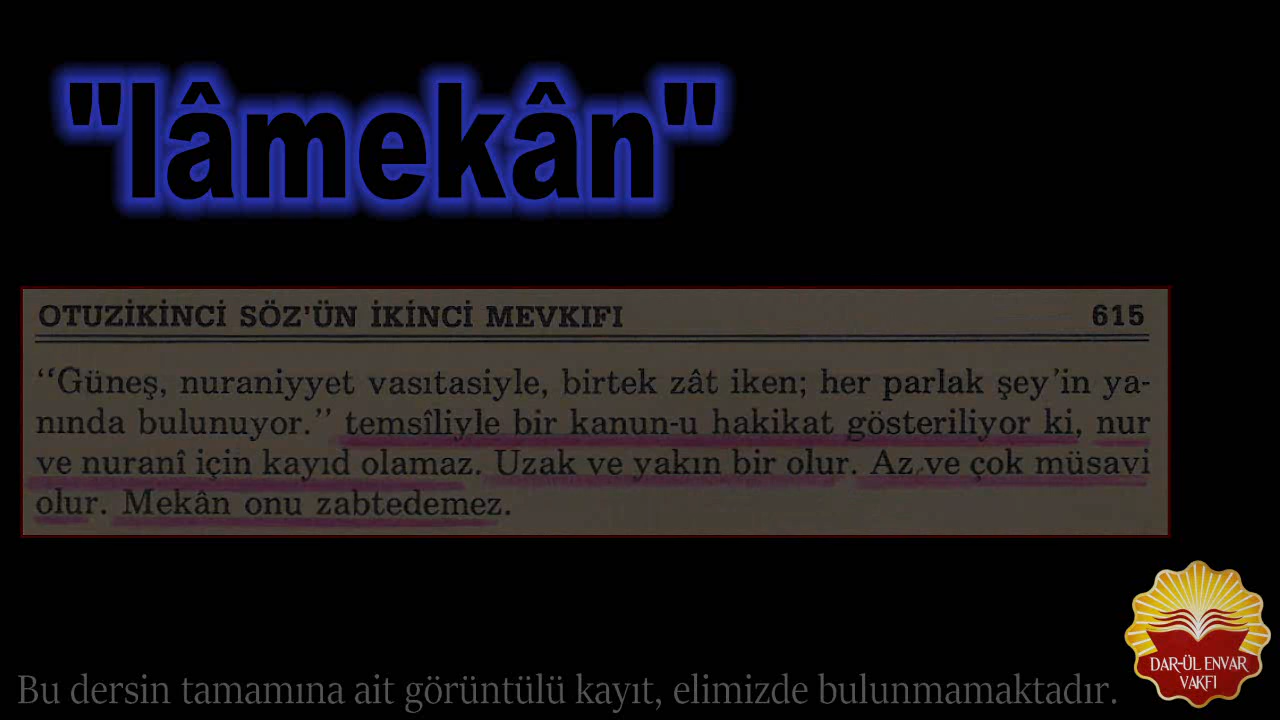 "lâmekân"
OTUZİKİNCİ SÖZ'ÜN İKİNCİ MEVKIFI 615
"Güneş, nuraniyyet vasıtasiyle, birtek zât iken; her parlak şey'in ya-
nında bulunuyor." temsîliyle bir kanun-u hakikat gösteriliyor ki, nur
ve nuranî için kayıd olamaz. Uzak ve yakın bir olur. Az ve çok müsavi
olur. Mekân onu zabtedemez.
DAR-ÜL ENVAR
VAKFI
Bu dersin tamamına ait görüntülü kayıt, elimizde bulunmamaktadır.